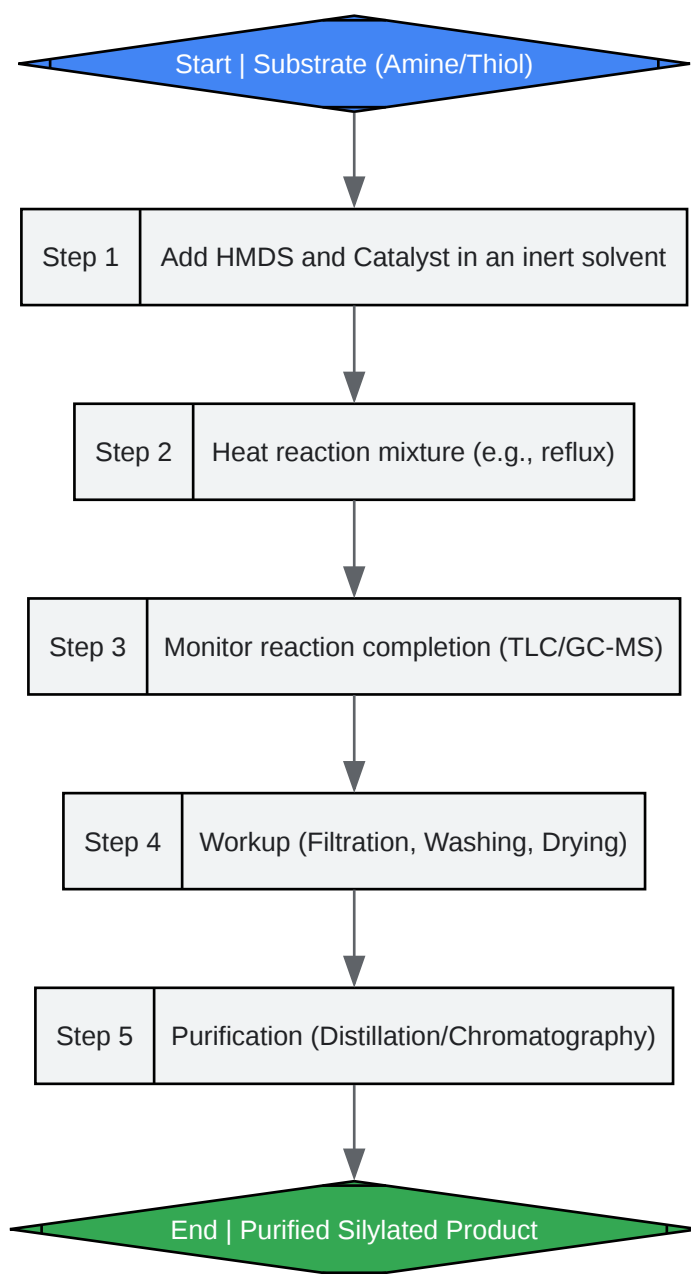 Start | Substrate (Amine/Thiol)
Step 1
Add HMDS and Catalyst in an inert solvent
Step 2
Heat reaction mixture (e.g., reflux)
Step 3
Monitor reaction completion (TLC/GC-MS)
Step 4
Workup (Filtration, Washing, Drying)
Step 5
Purification (Distillation/Chromatography)
End | Purified Silylated Product